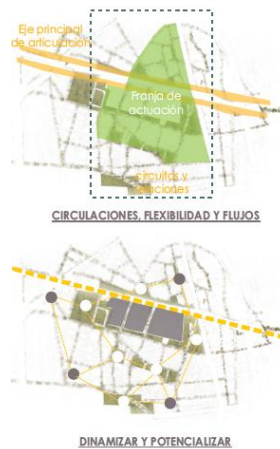 Eje principal
de articulación
Franja de
actuación
circuitos y
relaciones
CIRCULACIONES, FLEXIBILIDAD Y FLUJOS
DINAMIZAR Y POTENCIALIZAR